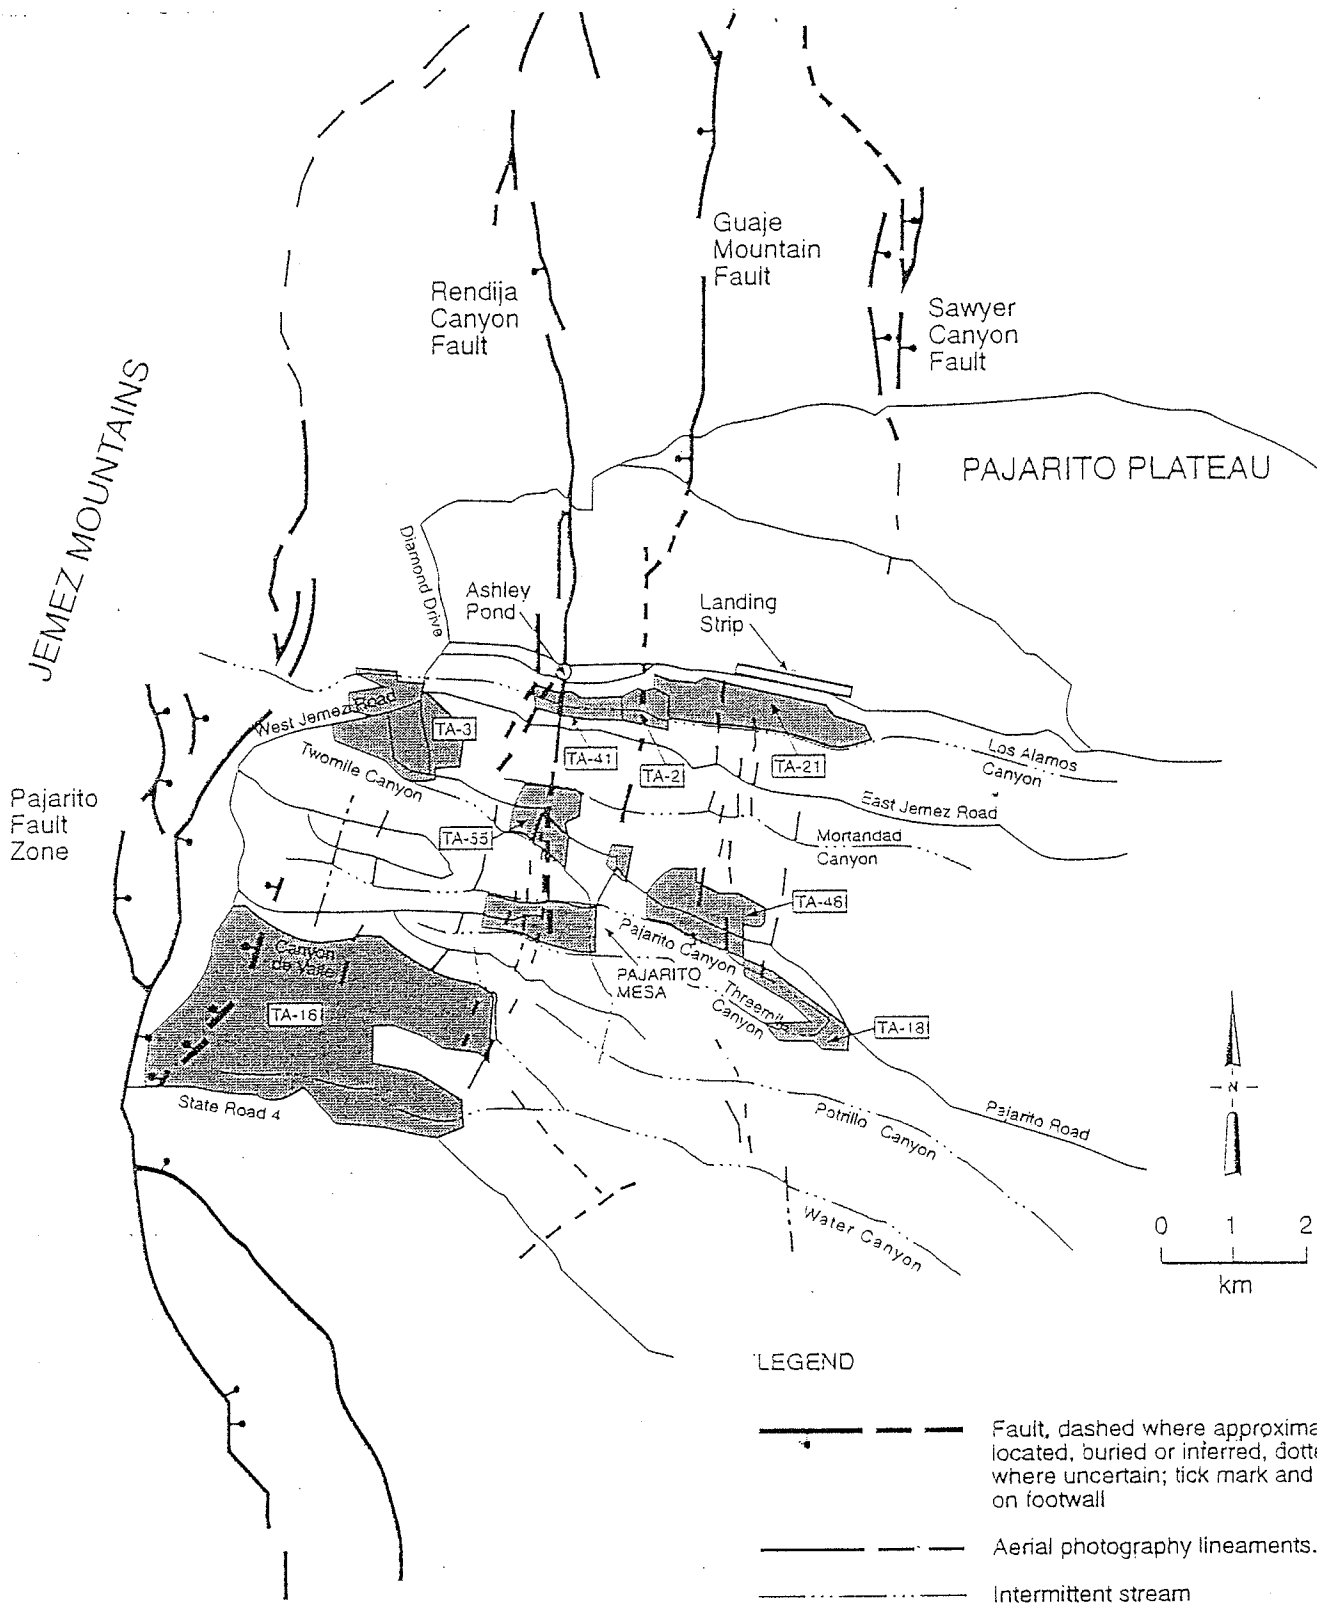 Guaje
Mountain
Fault
Rendija
Canyon
Fault
Sawyer
Canyon
Fault
JEMEZ MOUNTAINS
PAJARITO PLATEAU
Diamond Drive
Ashley
Pond
Landing
Strip
West Jemez Road
TA-3
Twomile Canyon
TA-41
TA-2
TA-21
Los Alamos
Canyon
East Jemez Road
Pajarito
Fault
Zone
TA-55
Mortandad
Canyon
TA-46
Canyon
de Valle
Pajarito Canyon
PAJARITO
MESA
Threemile
Canyon
TA-16
TA-18
State Road 4
Potrillo Canyon
Pajarito Road
N
Water Canyon
0 1 2
km
LEGEND
Fault, dashed where
located, buried or inferred,
where uncertain; tick mark and
on footwall
Aerial photography lineaments.
Intermittent stream